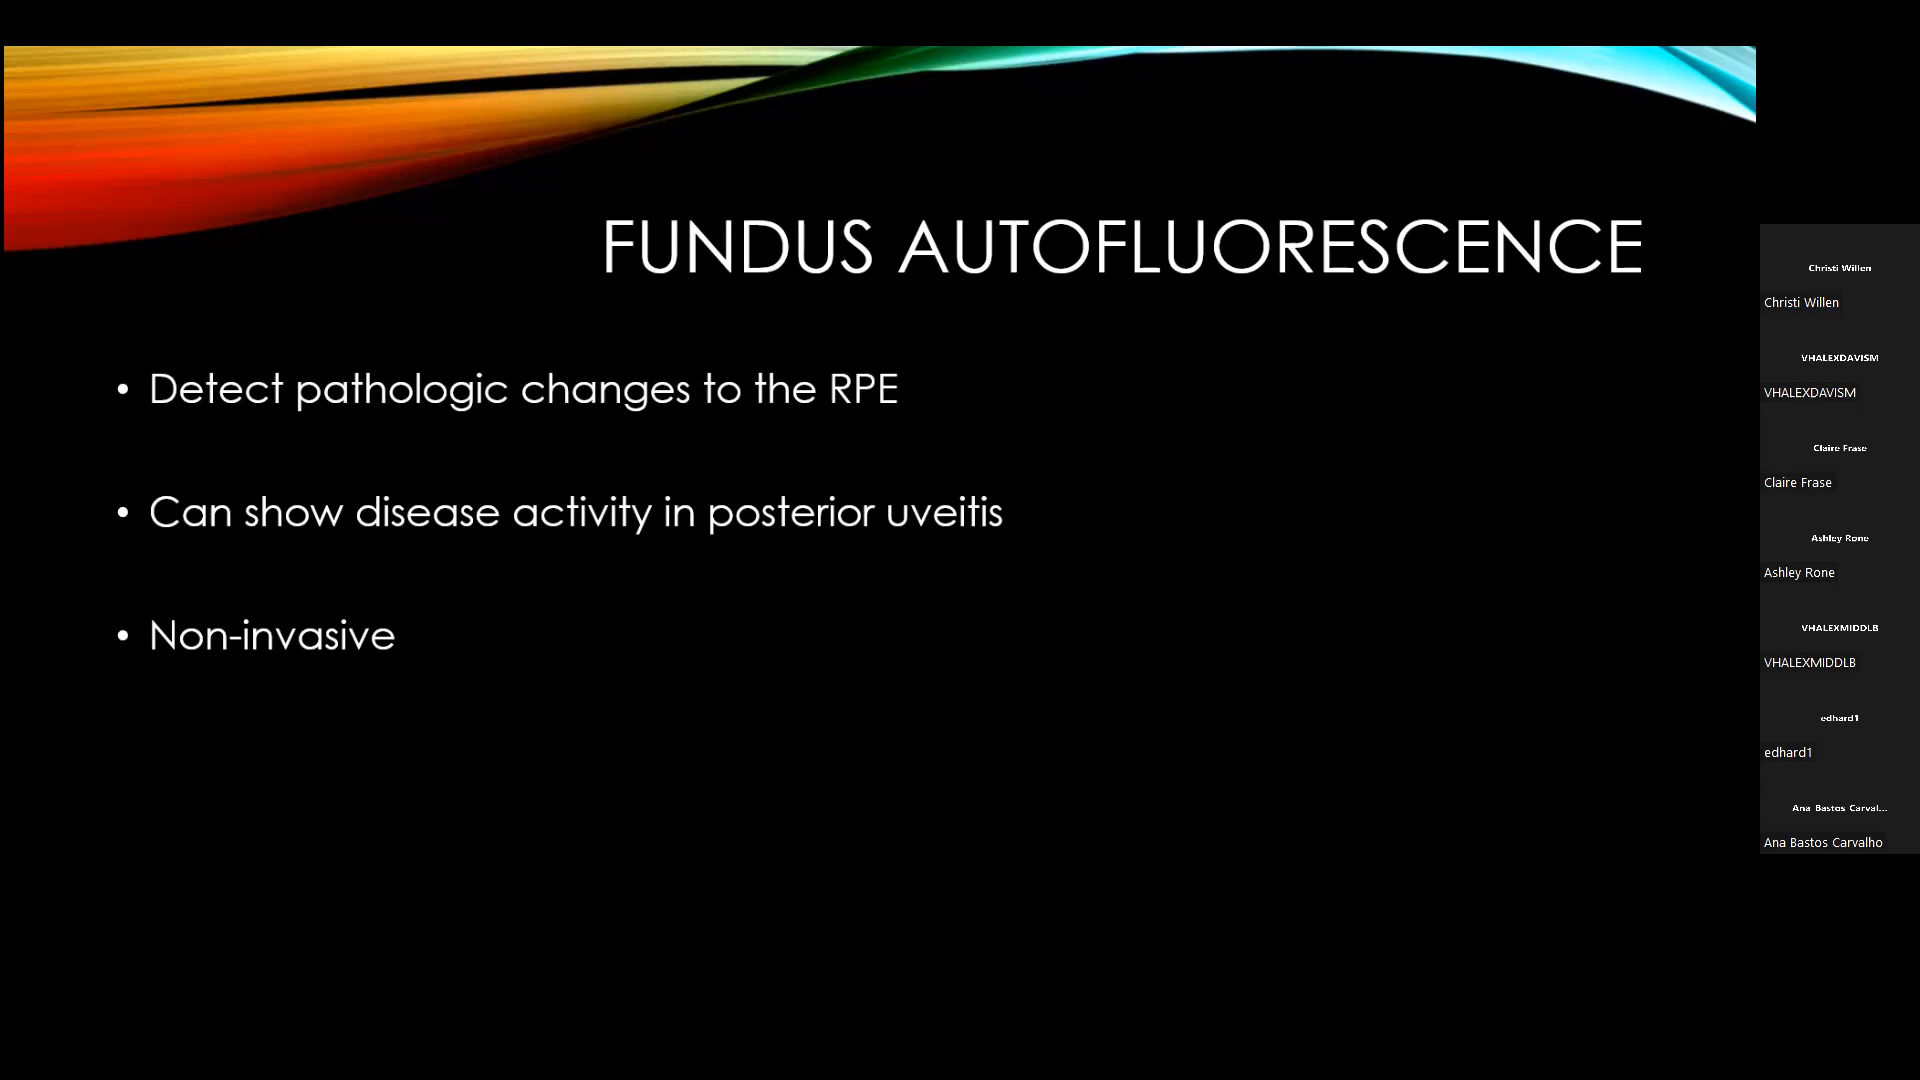 FUNDUS AUTOFLUORESCENCE
• Detect pathologic changes to the RPE
• Can show disease activity in posterior uveitis
• Non-invasive
Christi Willen
Christi Willen
VHALEXDAVISM
VHALEXDAVISM
Claire Frase
Claire Frase
Ashley Rone
Ashley Rone
VHALEXMIDDLB
VHALEXMIDDLB
edhard1
edhard1
Ana Bastos Carval...
Ana Bastos Carvalho